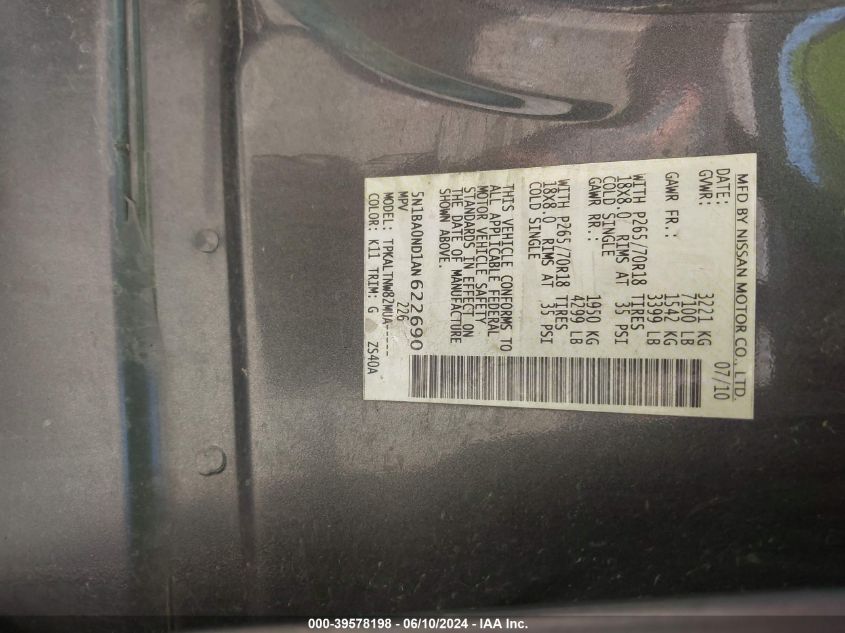 MFD BY NISSAN MOTOR CO., LTD.
DATE: 07/10
GVWR: 3221 KG
7100 LB
GAWR FR.: 1542 KG
3399 LB
WITH P265/70R18 TIRES
18X8.0 RIMS AT 35 PSI
COLD SINGLE
GAWR RR.: 1950 KG
4299 LB
WITH P265/70R18 TIRES
18X8.0 RIMS AT 35 PSI
COLD SINGLE
THIS VEHICLE CONFORMS TO
ALL APPLICABLE FEDERAL
MOTOR VEHICLE SAFETY
STANDARDS IN EFFECT ON
THE DATE OF MANUFACTURE
SHOWN ABOVE.
5N1BA0ND1AN622690
MPV 226
MODEL: TPKALTNW82MUA-----
COLOR: K11 TRIM: G ZS40A
000-39578198 - 06/10/2024 - IAA Inc.